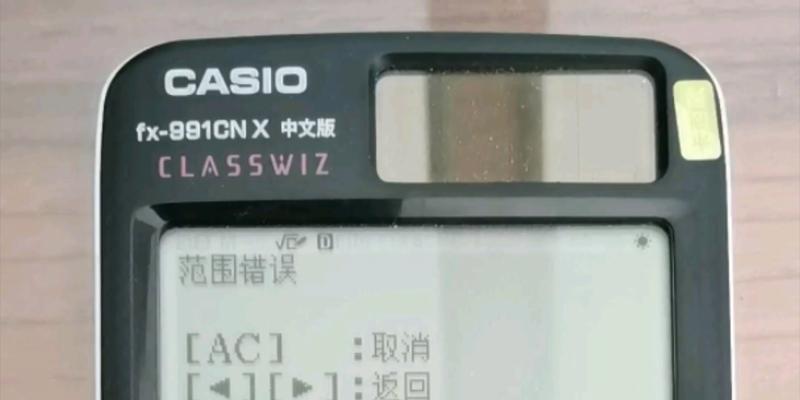 CASIO
fx-991CN X 中文版
CLASSWIZ
√□/ D
范围错误
[AC] :取消
[◀][▶]:返回